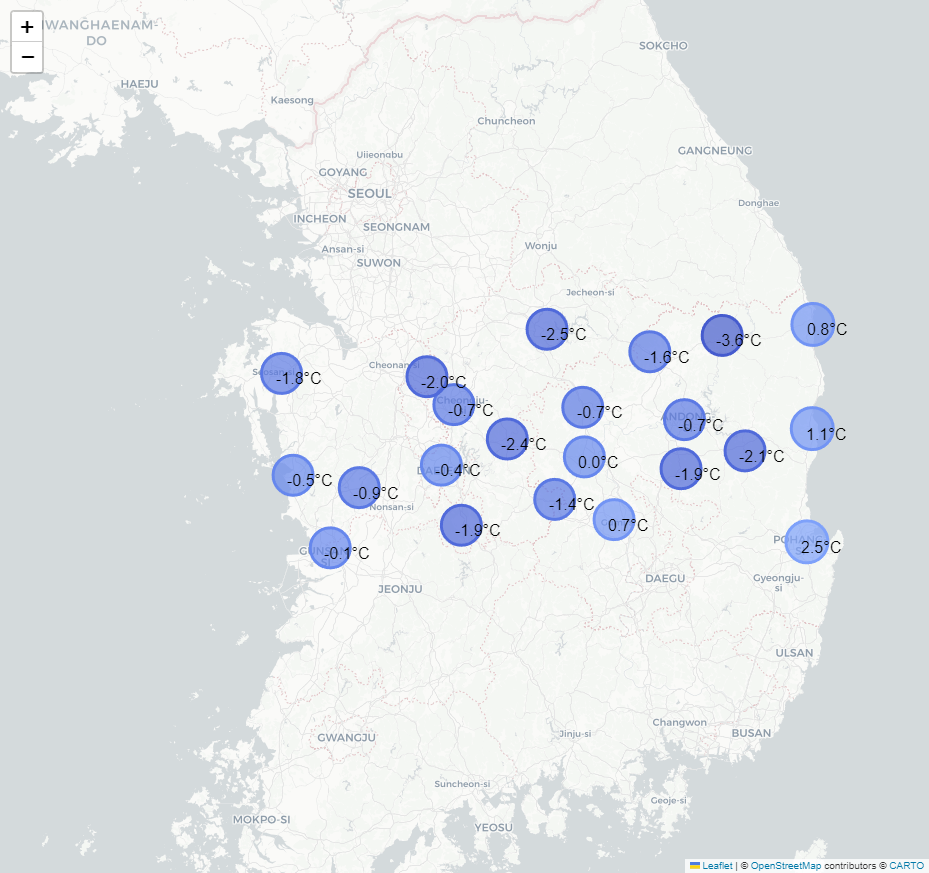 +
−
WANGHAENAM-
DO
SOKCHO
HAEJU
Kaesong
Chuncheon
GANGNEUNG
Uijeongbu
GOYANG
SEOUL
Donghae
INCHEON
SEONGNAM
Ansan-si
Wonju
SUWON
Jecheon-si
0.8°C
-2.5°C
-3.6°C
-1.6°C
Cheonan-si
Seosan-si
-1.8°C
-2.0°C
Cheongju-
-0.7°C
-0.7°C
ANDONG
-0.7°C
1.1°C
-2.4°C
-2.1°C
0.0°C
DAEJEON
-0.4°C
-1.9°C
-0.5°C
-0.9°C
Nonsan-si
-1.4°C
0.7°C
-1.9°C
POHANG
2.5°C
GUNSAN-
SI
-0.1°C
JEONJU
DAEGU
Gyeongju-
si
ULSAN
GWANGJU
Jinju-si
Changwon
BUSAN
Suncheon-si
Geoje-si
MOKPO-SI
YEOSU
Leaflet | © OpenStreetMap contributors © CARTO